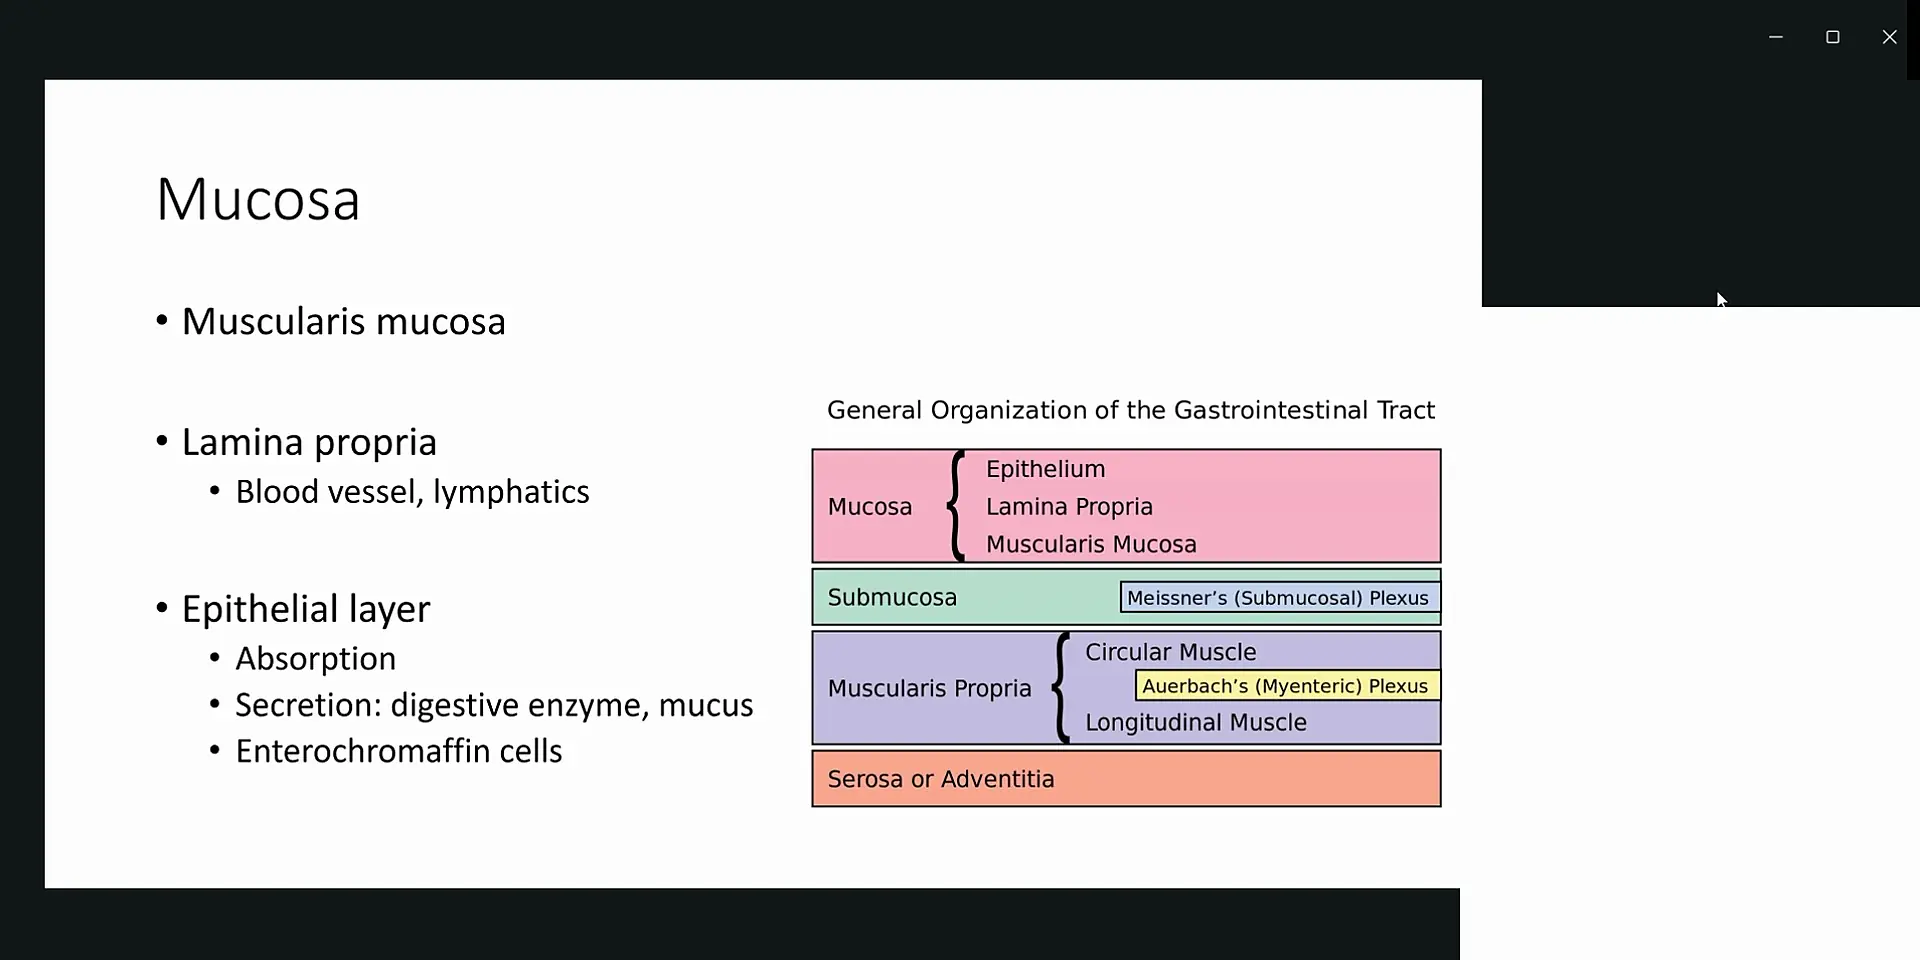 Mucosa
• Muscularis mucosa
• Lamina propria
• Blood vessel, lymphatics
• Epithelial layer
• Absorption
• Secretion: digestive enzyme, mucus
• Enterochromaffin cells
General Organization of the Gastrointestinal Tract
Mucosa
Epithelium
Lamina Propria
Muscularis Mucosa
Submucosa
Meissner’s (Submucosal) Plexus
Muscularis Propria
Circular Muscle
Auerbach’s (Myenteric) Plexus
Longitudinal Muscle
Serosa or Adventitia